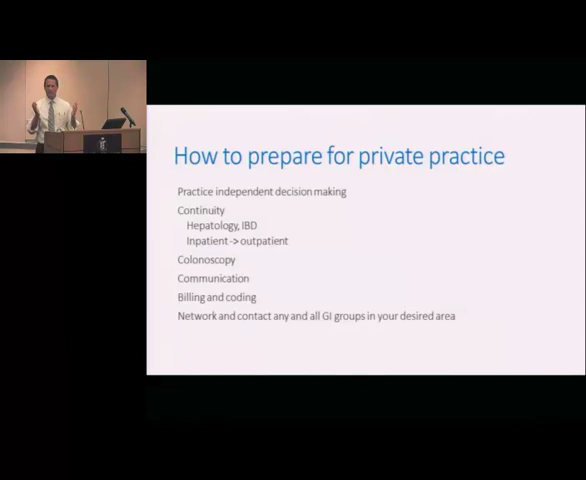 How to prepare for private practice
Practice independent decision making
Continuity
Hepatology, IBD
Inpatient -> outpatient
Colonoscopy
Communication
Billing and coding
Network and contact any and all GI groups in your desired area